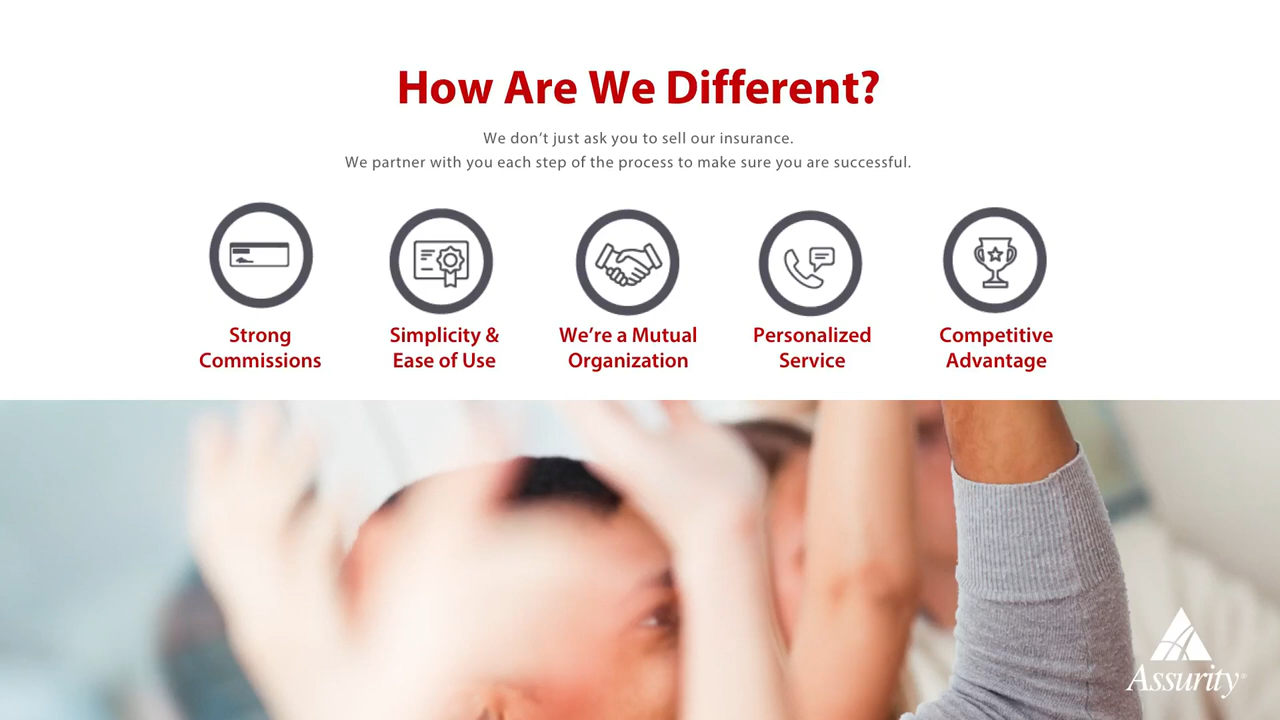 How Are We Different?
We don’t just ask you to sell our insurance.
We partner with you each step of the process to make sure you are successful.
Strong
Commissions
Simplicity &
Ease of Use
We’re a Mutual
Organization
Personalized
Service
Competitive
Advantage
Assurity®